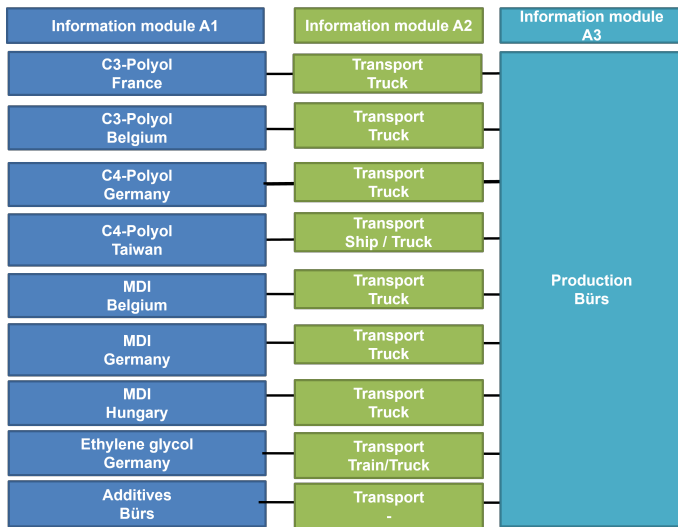 Information module A1
Information module A2
Information module
A3
C3-Polyol
France
Transport
Truck
C3-Polyol
Belgium
Transport
Truck
C4-Polyol
Germany
Transport
Truck
C4-Polyol
Taiwan
Transport
Ship / Truck
MDI
Belgium
Transport
Truck
Production
Bürs
MDI
Germany
Transport
Truck
MDI
Hungary
Transport
Truck
Ethylene glycol
Germany
Transport
Train/Truck
Additives
Bürs
Transport
-